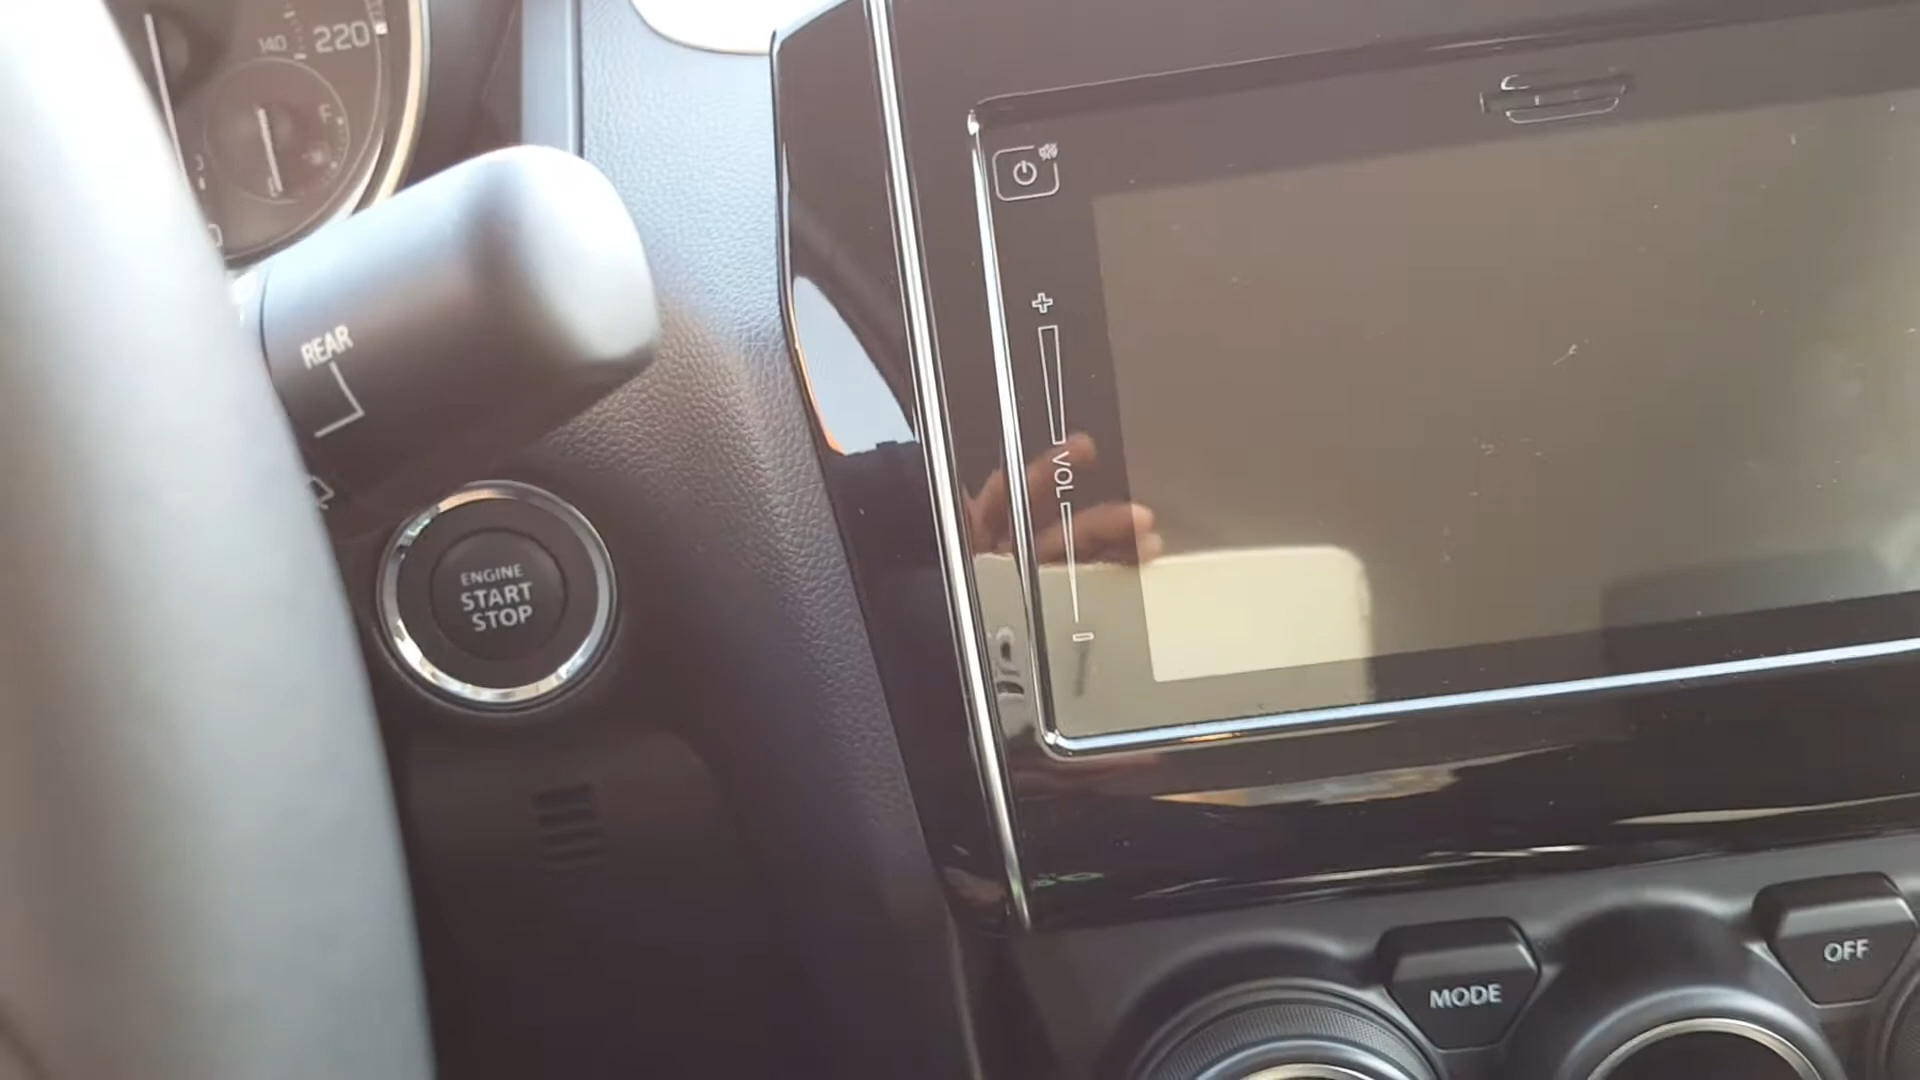 140 220
F
REAR
ENGINE
START
STOP
VOL
MODE
OFF